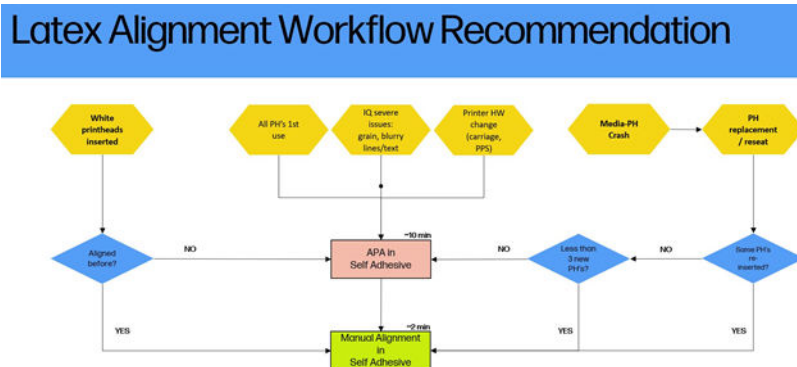 Latex Alignment Workflow Recommendation
White
printheads
inserted
All PH's 1st
use
IQ severe
issues:
grain, blurry
lines/text
Printer HW
change
(carriage,
PPS)
Media-PH
Crash
PH
replacement
/ reseat
~10 min
Aligned
before?
NO
APA in
Self Adhesive
NO
Less than
3 new
PH's?
NO
Same PH's
re-
inserted?
YES
~2 min
YES
YES
Manual Alignment
in
Self Adhesive